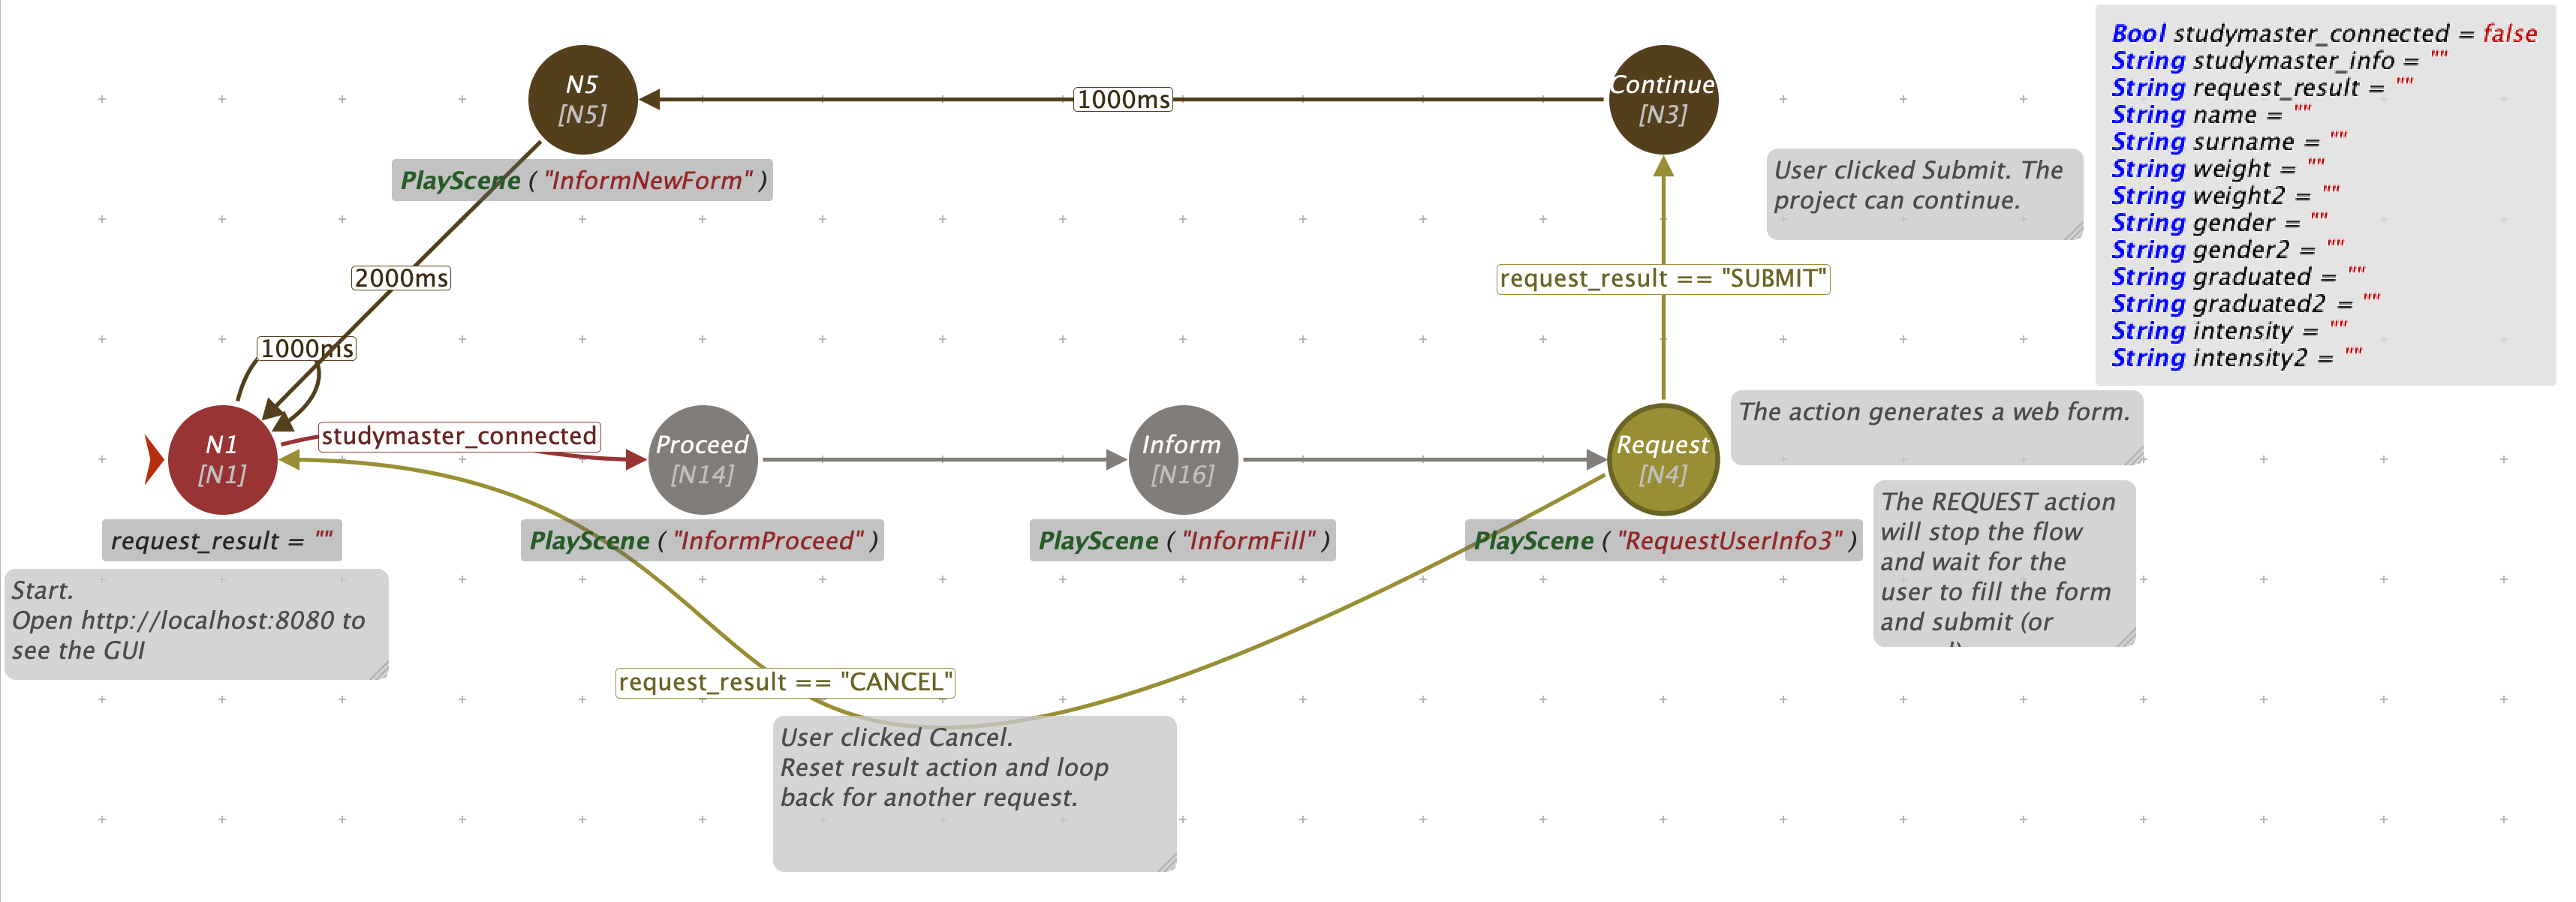 N5
[N5]
PlayScene ( "InformNewForm" )
1000ms
Continue
[N3]
User clicked Submit. The
project can continue.
Bool studymaster_connected = false
String studymaster_info = ""
String request_result = ""
String name = ""
String surname = ""
String weight = ""
String weight2 = ""
String gender = ""
String gender2 = ""
String graduated = ""
String graduated2 = ""
String intensity = ""
String intensity2 = ""
2000ms
request_result == "SUBMIT"
1000ms
N1
[N1]
request_result = ""
Start.
Open http://localhost:8080 to
see the GUI
studymaster_connected
Proceed
[N14]
PlayScene ( "InformProceed" )
Inform
[N16]
PlayScene ( "InformFill" )
Request
[N4]
PlayScene ( "RequestUserInfo3" )
The action generates a web form.
The REQUEST action
will stop the flow
and wait for the
user to fill the form
and submit (or
request_result == "CANCEL"
User clicked Cancel.
Reset result action and loop
back for another request.